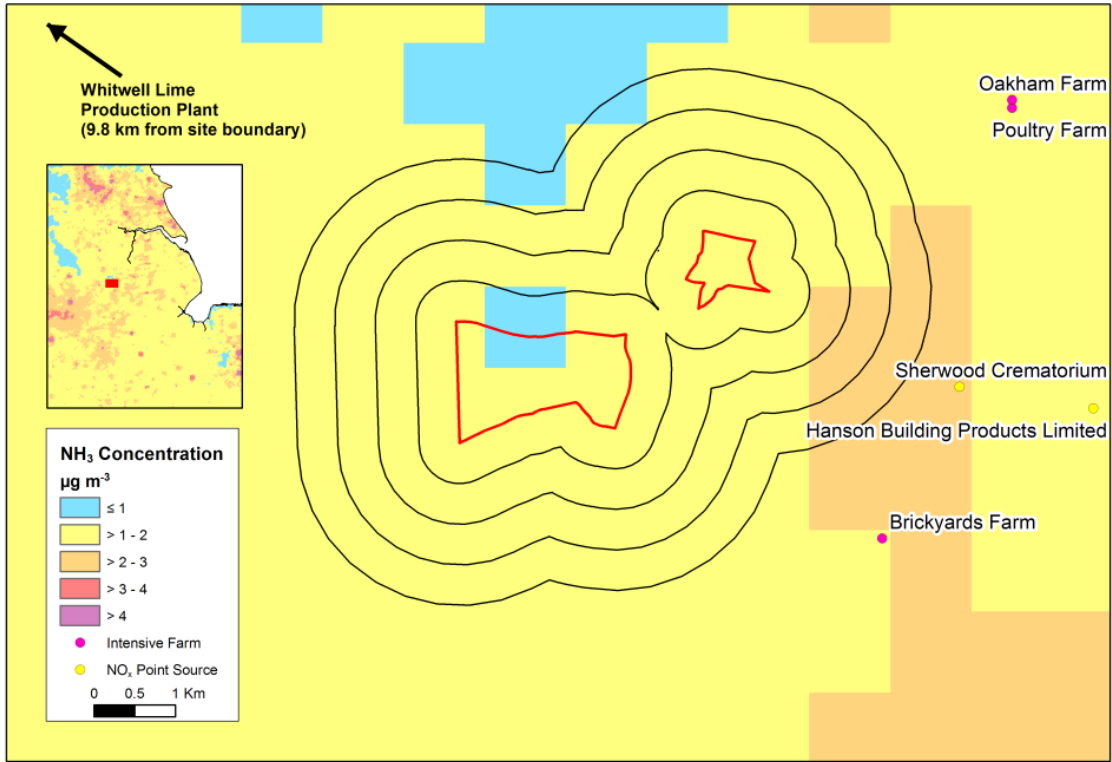 Whitwell Lime
Production Plant
(9.8 km from site boundary)
Oakham Farm
Poultry Farm
Sherwood Crematorium
Hanson Building Products Limited
Brickyards Farm
NH₃ Concentration
µg m⁻³
≤ 1
> 1 - 2
> 2 - 3
> 3 - 4
> 4
Intensive Farm
NOₓ Point Source
0 0.5 1 Km